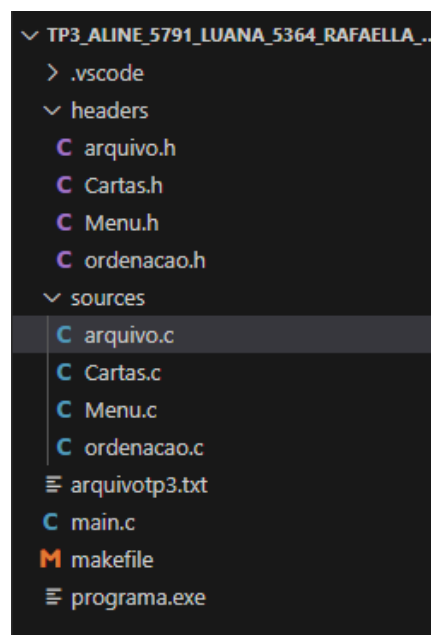 TP3_ALINE_5791_LUANA_5364_RAFAELLA_...
.vscode
headers
C arquivo.h
C Cartas.h
C Menu.h
C ordenacao.h
sources
C arquivo.c
C Cartas.c
C Menu.c
C ordenacao.c
arquivotp3.txt
C main.c
M makefile
programa.exe